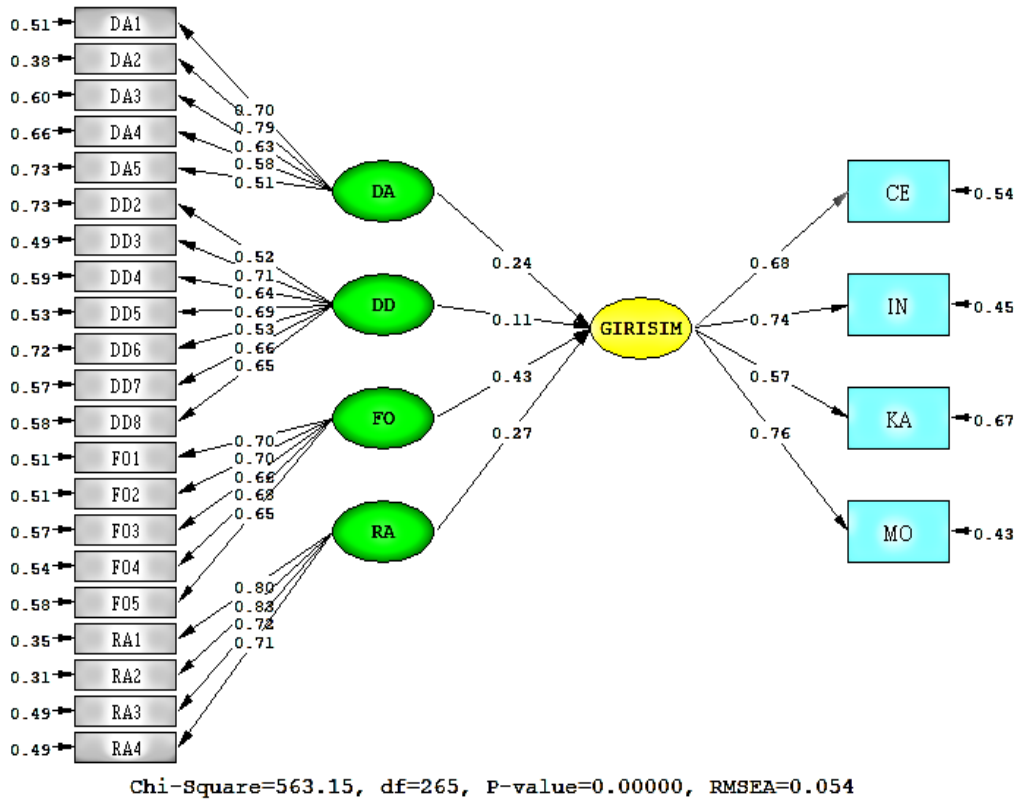 0.51 DA1
0.38 DA2
0.60 DA3
0.66 DA4
0.73 DA5
0.73 DD2
0.49 DD3
0.59 DD4
0.53 DD5
0.72 DD6
0.57 DD7
0.58 DD8
0.51 FO1
0.51 FO2
0.57 FO3
0.54 FO4
0.58 FO5
0.35 RA1
0.31 RA2
0.49 RA3
0.49 RA4
0.70
0.79
0.63
0.58
0.51
0.52
0.71
0.64
0.69
0.53
0.66
0.65
0.70
0.70
0.66
0.68
0.65
0.80
0.83
0.72
0.71
DA
DD
FO
RA
0.24
0.11
0.43
0.27
GIRISIM
0.68
0.74
0.57
0.76
CE 0.54
IN 0.45
KA 0.67
MO 0.43
Chi-Square=563.15, df=265, P-value=0.00000, RMSEA=0.054